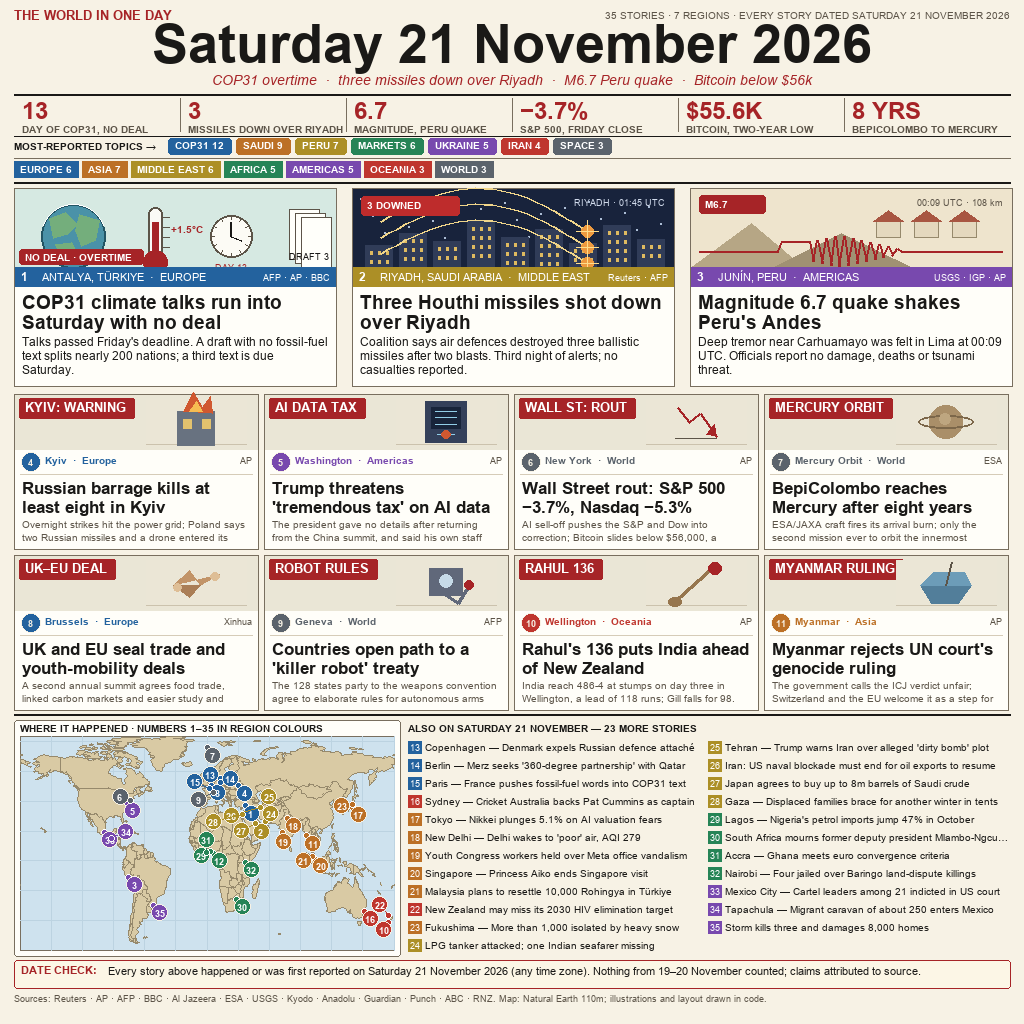 THE WORLD IN ONE DAY
35 STORIES · 7 REGIONS · EVERY STORY DATED SATURDAY 21 NOVEMBER 2026
Saturday 21 November 2026
COP31 overtime · three missiles down over Riyadh · M6.7 Peru quake · Bitcoin below $56k
13
DAY OF COP31, NO DEAL
3
MISSILES DOWN OVER RIYADH
6.7
MAGNITUDE, PERU QUAKE
−3.7%
S&P 500, FRIDAY CLOSE
$55.6K
BITCOIN, TWO-YEAR LOW
8 YRS
BEPICOLOMBO TO MERCURY
MOST-REPORTED TOPICS → COP31 12 SAUDI 9 PERU 7 MARKETS 6 UKRAINE 5 IRAN 4 SPACE 3
EUROPE 6 ASIA 7 MIDDLE EAST 6 AFRICA 5 AMERICAS 5 OCEANIA 3 WORLD 3
+1.5°C
NO DEAL · OVERTIME
DRAFT 3
1 ANTALYA, TÜRKIYE · EUROPE AFP · AP · BBC
COP31 climate talks run into
Saturday with no deal
Talks passed Friday's deadline. A draft with no fossil-fuel
text splits nearly 200 nations; a third text is due
Saturday.
3 DOWNED
RIYADH · 01:45 UTC
2 RIYADH, SAUDI ARABIA · MIDDLE EAST Reuters · AFP
Three Houthi missiles shot down
over Riyadh
Coalition says air defences destroyed three ballistic
missiles after two blasts. Third night of alerts; no
casualties reported.
M6.7
00:09 UTC · 108 km
3 JUNÍN, PERU · AMERICAS USGS · IGP · AP
Magnitude 6.7 quake shakes
Peru's Andes
Deep tremor near Carhuamayo was felt in Lima at 00:09
UTC. Officials report no damage, deaths or tsunami
threat.
KYIV: WARNING
4 Kyiv · Europe AP
Russian barrage kills at
least eight in Kyiv
Overnight strikes hit the power grid; Poland says
two Russian missiles and a drone entered its
AI DATA TAX
5 Washington · Americas AP
Trump threatens
'tremendous tax' on AI data
The president gave no details after returning
from the China summit, and said his own staff
WALL ST: ROUT
6 New York · World AP
Wall Street rout: S&P 500
−3.7%, Nasdaq −5.3%
AI sell-off pushes the S&P and Dow into
correction; Bitcoin slides below $56,000, a
MERCURY ORBIT
7 Mercury Orbit · World ESA
BepiColombo reaches
Mercury after eight years
ESA/JAXA craft fires its arrival burn; only the
second mission ever to orbit the innermost
UK–EU DEAL
8 Brussels · Europe Xinhua
UK and EU seal trade and
youth-mobility deals
A second annual summit agrees food trade,
linked carbon markets and easier study and
ROBOT RULES
9 Geneva · World AFP
Countries open path to a
'killer robot' treaty
The 128 states party to the weapons convention
agree to elaborate rules for autonomous arms
RAHUL 136
10 Wellington · Oceania AP
Rahul's 136 puts India ahead
of New Zealand
India reach 486-4 at stumps on day three in
Wellington, a lead of 118 runs; Gill falls for 98.
MYANMAR RULING
11 Myanmar · Asia AP
Myanmar rejects UN court's
genocide ruling
The government calls the ICJ verdict unfair;
Switzerland and the EU welcome it as a step for
WHERE IT HAPPENED · NUMBERS 1–35 IN REGION COLOURS
7
15
13
14
8
4
9
6
5
34
25
24
1
28
27
2
23
17
18
19
11
31
29
12
32
21
20
3
35
30
22
16
10
ALSO ON SATURDAY 21 NOVEMBER — 23 MORE STORIES
13 Copenhagen — Denmark expels Russian defence attaché
14 Berlin — Merz seeks '360-degree partnership' with Qatar
15 Paris — France pushes fossil-fuel words into COP31 text
16 Sydney — Cricket Australia backs Pat Cummins as captain
17 Tokyo — Nikkei plunges 5.1% on AI valuation fears
18 New Delhi — Delhi wakes to 'poor' air, AQI 279
19 Youth Congress workers held over Meta office vandalism
20 Singapore — Princess Aiko ends Singapore visit
21 Malaysia plans to resettle 10,000 Rohingya in Türkiye
22 New Zealand may miss its 2030 HIV elimination target
23 Fukushima — More than 1,000 isolated by heavy snow
24 LPG tanker attacked; one Indian seafarer missing
25 Tehran — Trump warns Iran over alleged 'dirty bomb' plot
26 Iran: US naval blockade must end for oil exports to resume
27 Japan agrees to buy up to 8m barrels of Saudi crude
28 Gaza — Displaced families brace for another winter in tents
29 Lagos — Nigeria's petrol imports jump 47% in October
30 South Africa mourns former deputy president Mlambo-Ngcu…
31 Accra — Ghana meets euro convergence criteria
32 Nairobi — Four jailed over Baringo land-dispute killings
33 Mexico City — Cartel leaders among 21 indicted in US court
34 Tapachula — Migrant caravan of about 250 enters Mexico
35 Storm kills three and damages 8,000 homes
DATE CHECK: Every story above happened or was first reported on Saturday 21 November 2026 (any time zone). Nothing from 19–20 November counted; claims attributed to source.
Sources: Reuters · AP · AFP · BBC · Al Jazeera · ESA · USGS · Kyodo · Anadolu · Guardian · Punch · ABC · RNZ. Map: Natural Earth 110m; illustrations and layout drawn in code.